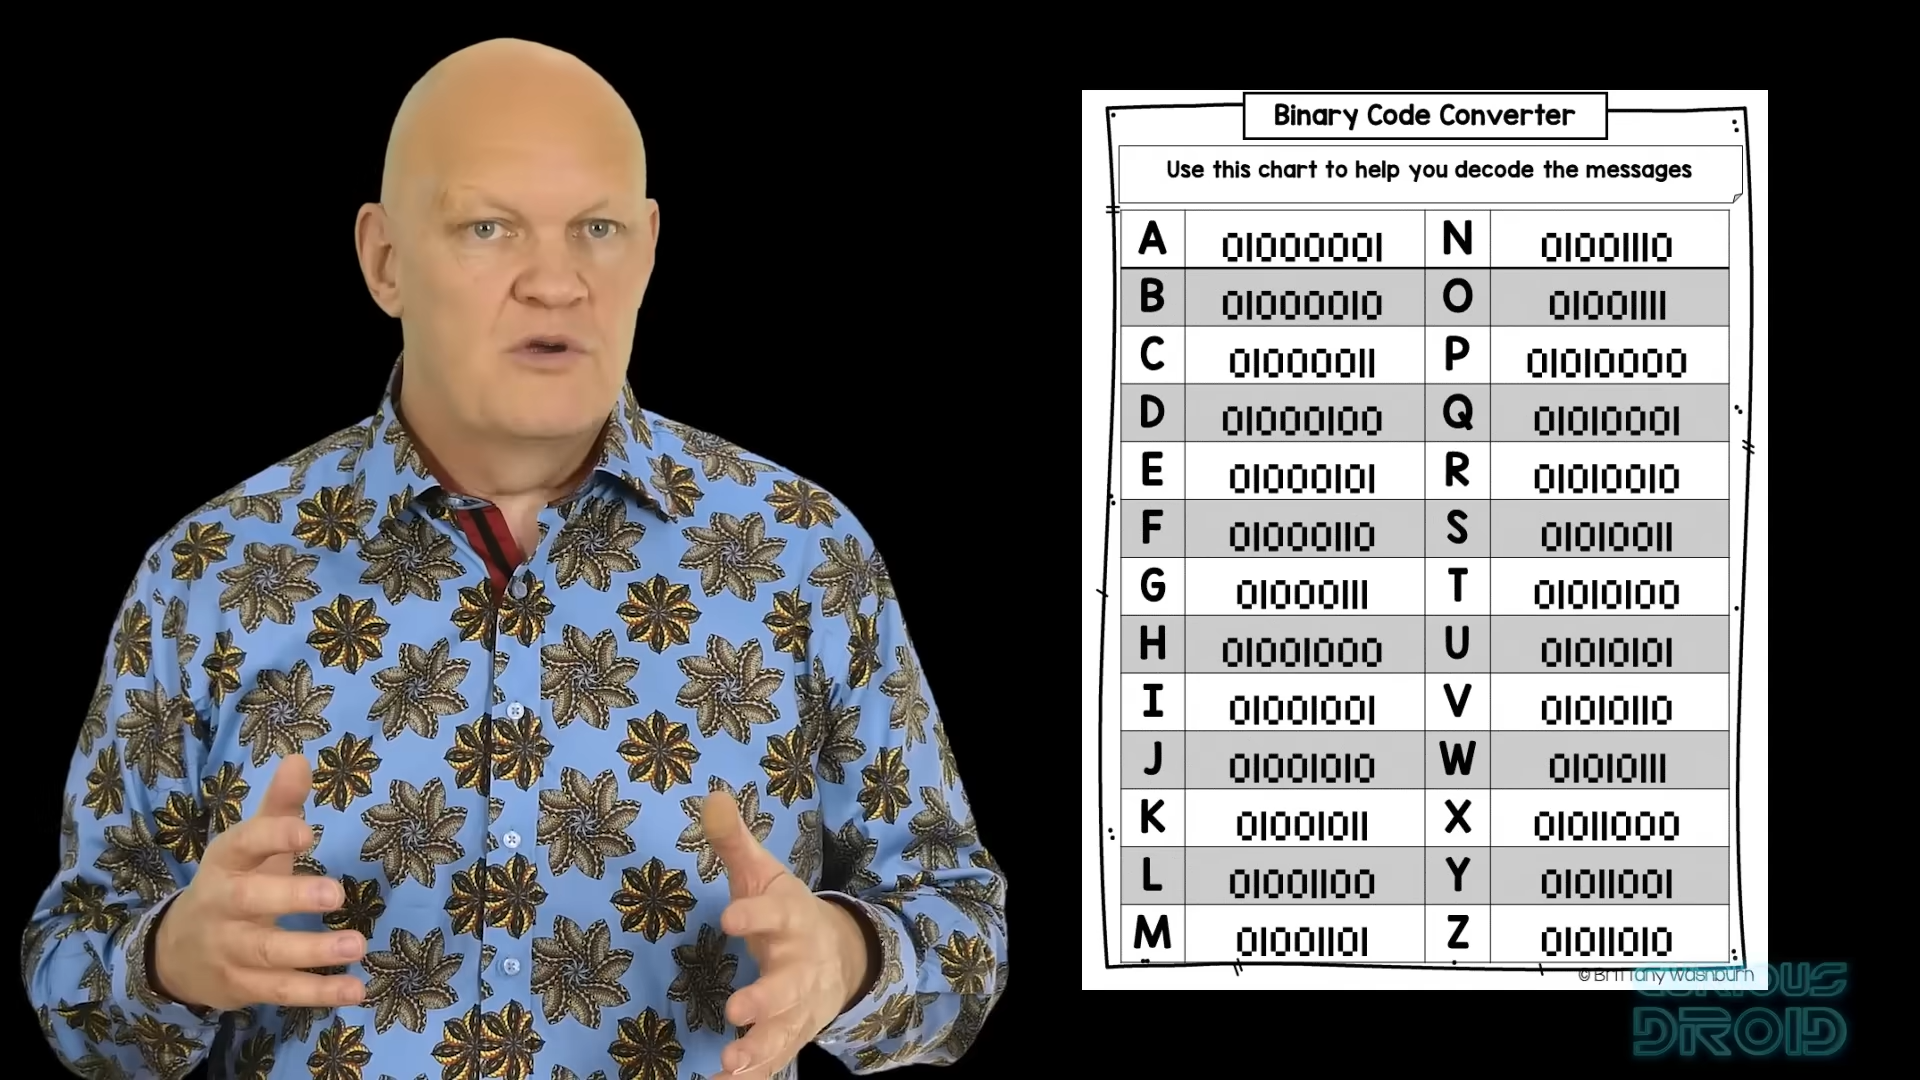 Binary Code Converter
Use this chart to help you decode the messages
A 01000001 N 01001110
B 01000010 O 01001111
C 01000011 P 01010000
D 01000100 Q 01010001
E 01000101 R 01010010
F 01000110 S 01010011
G 01000111 T 01010100
H 01001000 U 01010101
I 01001001 V 01010110
J 01001010 W 01010111
K 01001011 X 01011000
L 01001100 Y 01011001
M 01001101 Z 01011010
© Brittany Washburn
CURIOUS
DROID